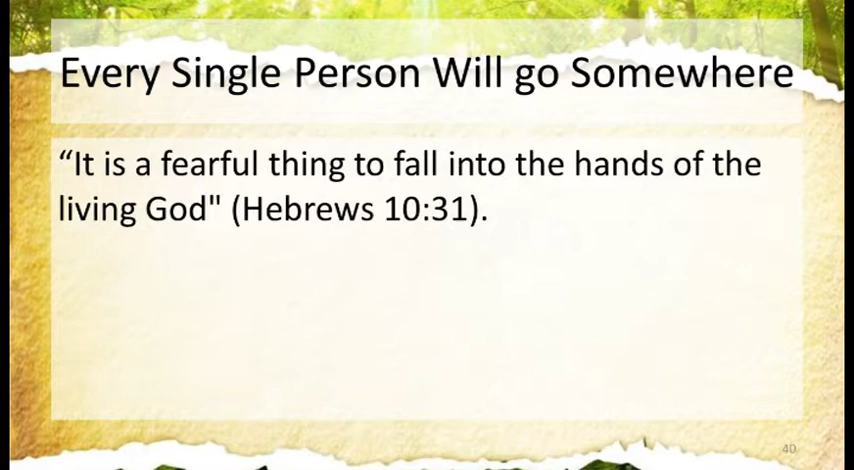 Every Single Person Will go Somewhere
“It is a fearful thing to fall into the hands of the
living God" (Hebrews 10:31).
40